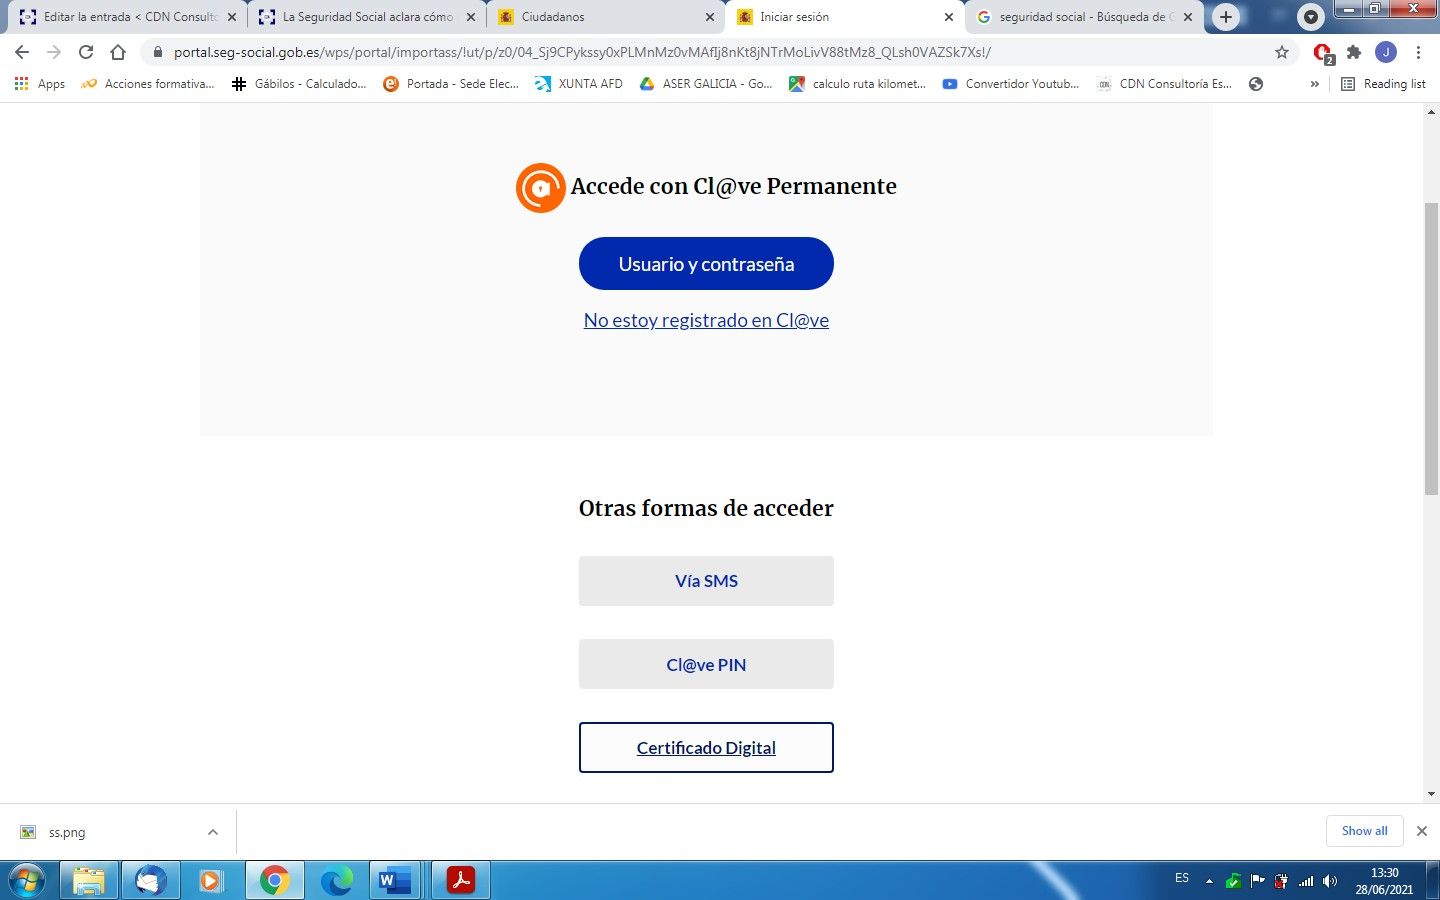 Editar la entrada < CDN Consulto
La Seguridad Social aclara cómo
Ciudadanos
Iniciar sesión
seguridad social - Búsqueda de G
portal.seg-social.gob.es/wps/portal/importass/!ut/p/z0/04_Sj9CPykssy0xPLMnMz0vMAfIj8nKt8jNTrMoLivV88tMz8_QLsh0VAZSk7Xs!/
2
J
Apps
Acciones formativa...
Gábilos - Calculado...
Portada - Sede Elec...
XUNTA AFD
ASER GALICIA - Go...
calculo ruta kilomet...
Convertidor Youtub...
CDN Consultoría Es...
»
Reading list
Accede con Cl@ve Permanente
Usuario y contraseña
No estoy registrado en Cl@ve
Otras formas de acceder
Vía SMS
Cl@ve PIN
Certificado Digital
ss.png
Show all
ES
13:30
28/06/2021